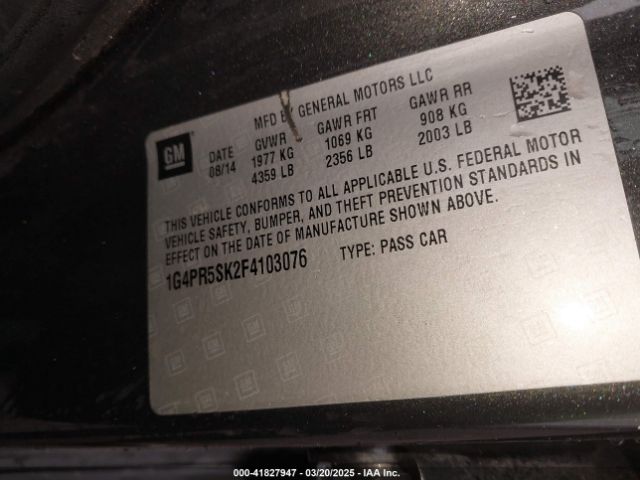 GM
MFD BY GENERAL MOTORS LLC
DATE GVWR GAWR FRT GAWR RR
08/14 1977 KG 1069 KG 908 KG
4359 LB 2356 LB 2003 LB
THIS VEHICLE CONFORMS TO ALL APPLICABLE U.S. FEDERAL MOTOR
VEHICLE SAFETY, BUMPER, AND THEFT PREVENTION STANDARDS IN
EFFECT ON THE DATE OF MANUFACTURE SHOWN ABOVE.
1G4PR5SK2F4103076 TYPE: PASS CAR
000-41827947 — 03/20/2025 — IAA Inc.